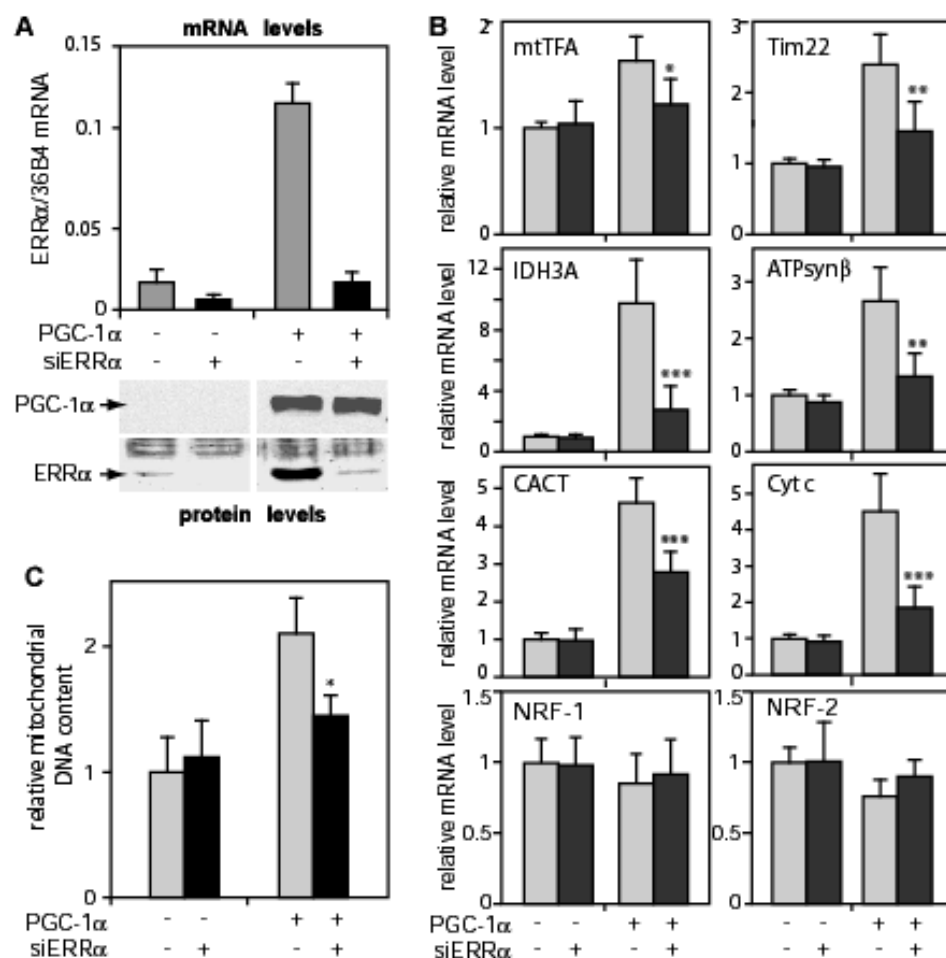 A
mRNA levels
ERRα/36B4 mRNA
0.15
0.1
0.05
0
PGC-1α - - + +
siERRα - + - +
PGC-1α
ERRα
protein levels
B
relative mRNA level
2
1
0
mtTFA
*
3
2
1
0
Tim22
**
relative mRNA level
12
8
4
0
IDH3A
***
3
2
1
0
ATPsynβ
**
relative mRNA level
5
4
3
2
1
0
CACT
***
5
4
3
2
1
0
Cyt c
***
relative mRNA level
1.5
1
0.5
0
NRF-1
1.5
1
0.5
0
NRF-2
PGC-1α - - + + - - + +
siERRα - + - + - + - +
C
relative mitochondrial
DNA content
2
1
0
*
PGC-1α - - + +
siERRα - + - +